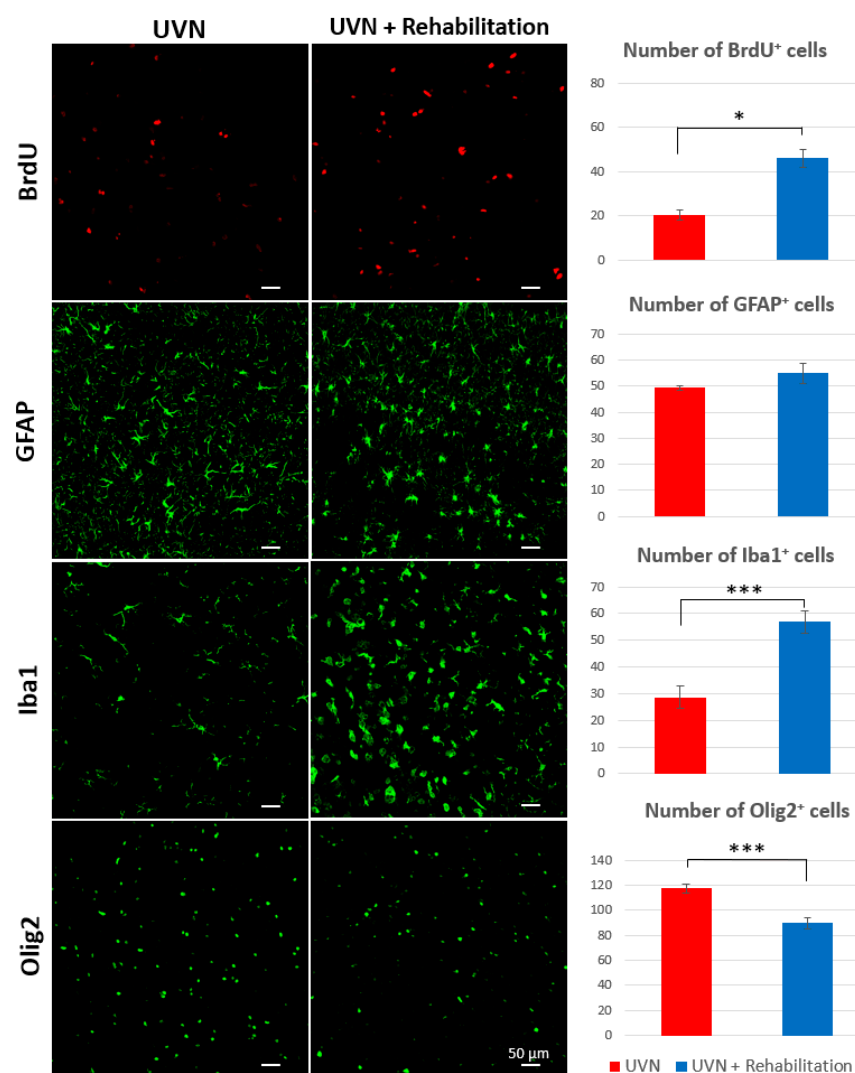 UVN
UVN + Rehabilitation
BrdU
GFAP
Iba1
Olig2
50 µm
Number of BrdU⁺ cells
80
60
40
20
0
*
Number of GFAP⁺ cells
70
60
50
40
30
20
10
0
Number of Iba1⁺ cells
70
60
50
40
30
20
10
0
***
Number of Olig2⁺ cells
140
120
100
80
60
40
20
0
***
UVN UVN + Rehabilitation